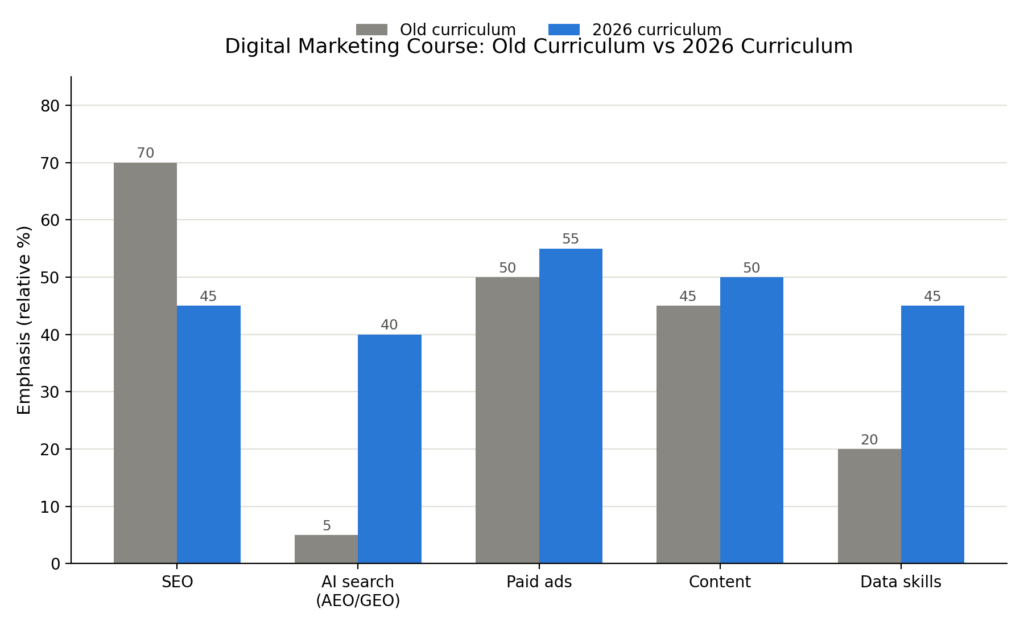 Old curriculum 2026 curriculum
Digital Marketing Course: Old Curriculum vs 2026 Curriculum
Emphasis (relative %)
80
70
60
50
40
30
20
10
0
70
45
5
40
50
55
45
50
20
45
SEO
AI search
(AEO/GEO)
Paid ads
Content
Data skills